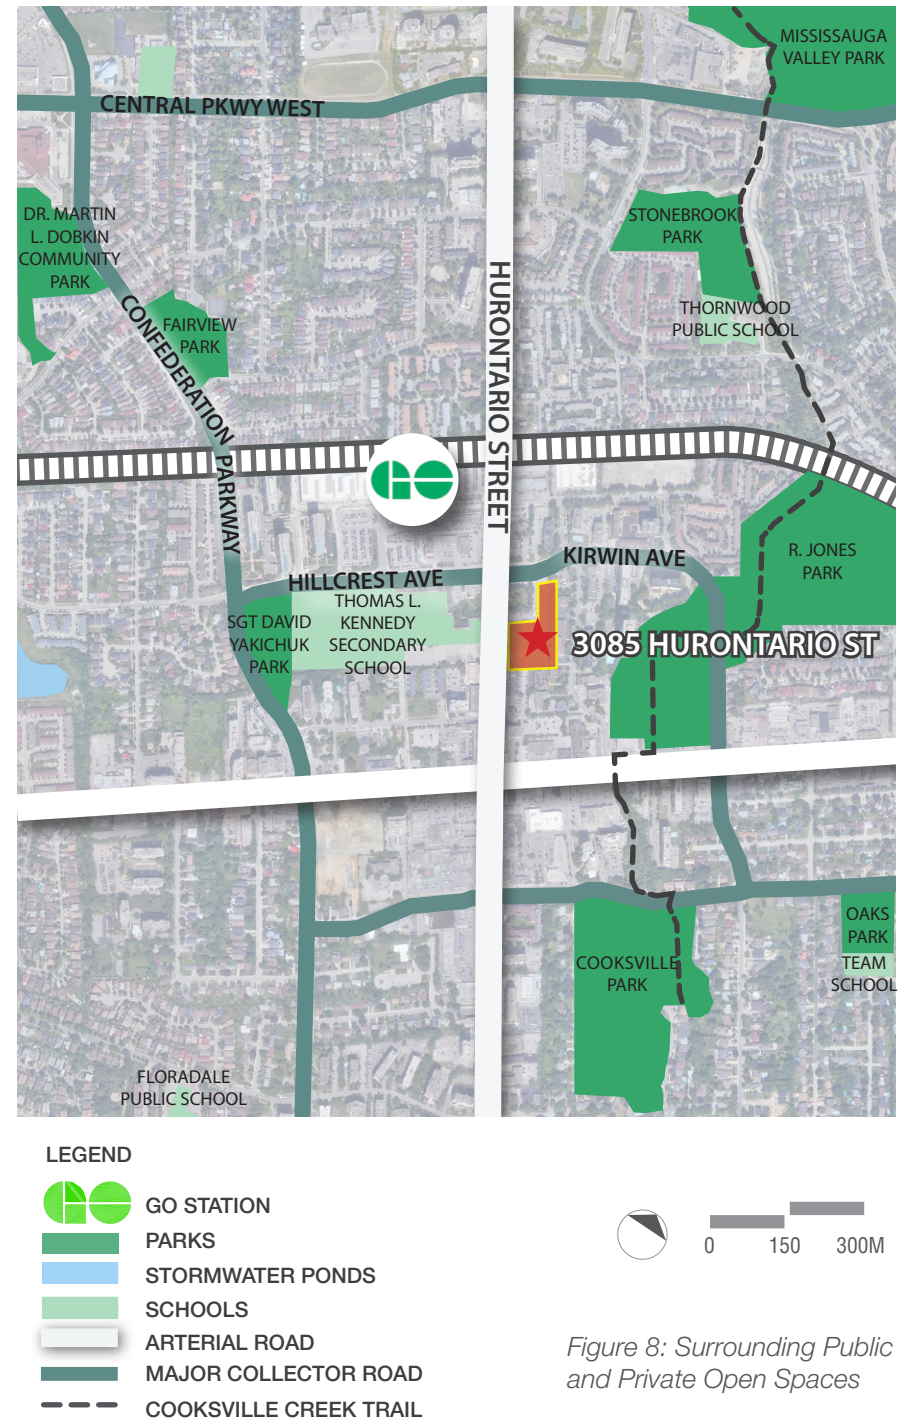 MISSISSAUGA
VALLEY PARK
CENTRAL PKWY WEST
DR. MARTIN
L. DOBKIN
COMMUNITY
PARK
STONEBROOK
PARK
THORNWOOD
PUBLIC SCHOOL
FAIRVIEW
PARK
CONFEDERATION PARKWAY
HURONTARIO STREET
GO
KIRWIN AVE
R. JONES
PARK
HILLCREST AVE
THOMAS L.
KENNEDY
SECONDARY
SCHOOL
SGT DAVID
YAKICHUK
PARK
3085 HURONTARIO ST
OAKS
PARK
TEAM
SCHOOL
COOKSVILLE
PARK
FLORADALE
PUBLIC SCHOOL
LEGEND
GO
GO STATION
PARKS
STORMWATER PONDS
SCHOOLS
ARTERIAL ROAD
MAJOR COLLECTOR ROAD
COOKSVILLE CREEK TRAIL
0 150 300M
Figure 8: Surrounding Public
and Private Open Spaces